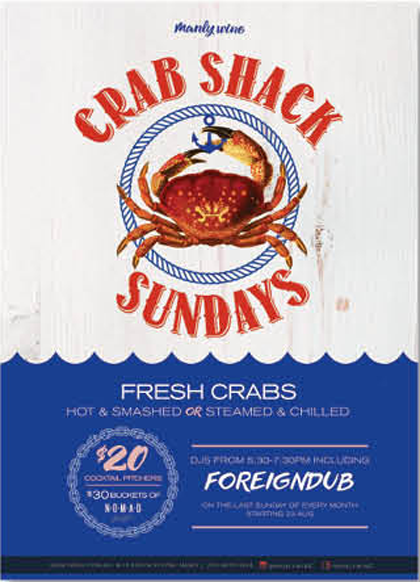 manly wine
CRAB SHACK
SUNDAYS
FRESH CRABS
HOT & SMASHED OR STEAMED & CHILLED
$20
COCKTAIL PITCHERS
$30 BUCKETS OF
NOMAD
DJS FROM 5.30-7.30PM INCLUDING
FOREIGNDUB
ON THE LAST SUNDAY OF EVERY MONTH
STARTING 29 AUG